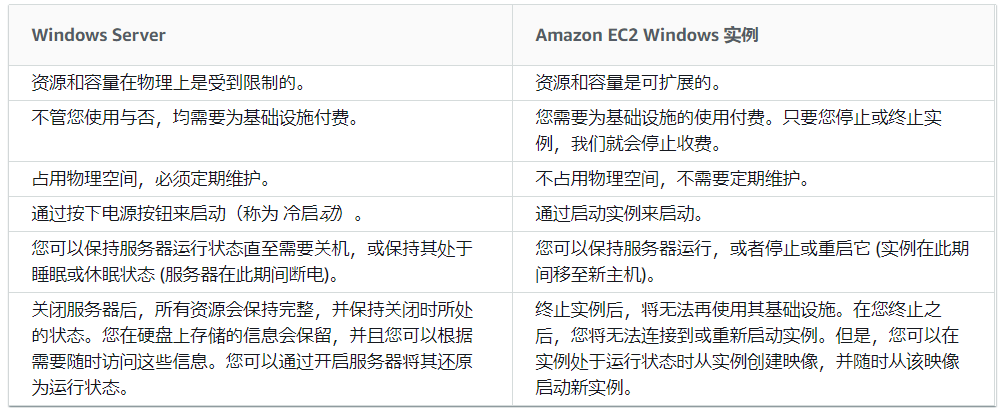 Windows Server
Amazon EC2 Windows 实例
资源和容量在物理上是受到限制的。
资源和容量是可扩展的。
不管您使用与否，均需要为基础设施付费。
您需要为基础设施的使用付费。只要您停止或终止实
例，我们就会停止收费。
占用物理空间，必须定期维护。
不占用物理空间，不需要定期维护。
通过按下电源按钮来启动（称为 冷启动）。
通过启动实例来启动。
您可以保持服务器运行状态直至需要关机，或保持其处于
睡眠或休眠状态 (服务器在此期间断电)。
您可以保持服务器运行，或者停止或重启它 (实例在此期
间移至新主机)。
关闭服务器后，所有资源会保持完整，并保持关闭时所处
的状态。您在硬盘上存储的信息会保留，并且您可以根据
需要随时访问这些信息。您可以通过开启服务器将其还原
为运行状态。
终止实例后，将无法再使用其基础设施。在您终止之
后，您将无法连接到或重新启动实例。但是，您可以在
实例处于运行状态时从实例创建映像，并随时从该映像
启动新实例。